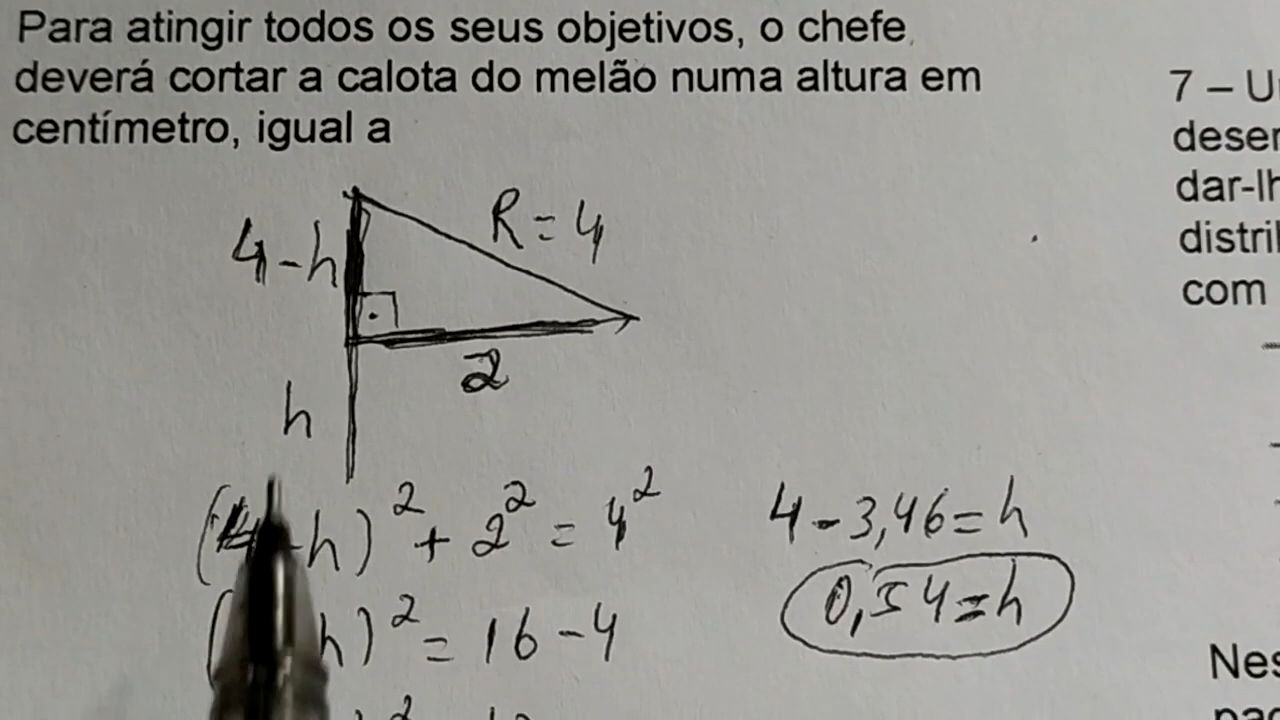 Para atingir todos os seus objetivos, o chefe
deverá cortar a calota do melão numa altura em
centímetro, igual a
4-h
R=4
2
h
h)² + 2² = 4²
h)² = 16-4
4-3,46=h
0,54=h
7 – U
deser
dar-lh
distril
com
Nes